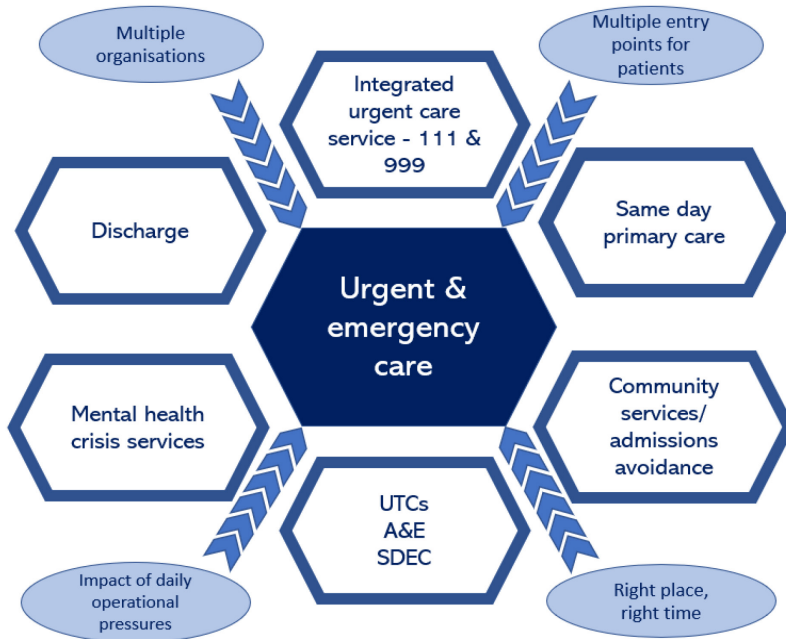 Multiple
organisations
Multiple entry
points for
patients
Integrated
urgent care
service - 111 &
999
Discharge
Same day
primary care
Urgent &
emergency
care
Mental health
crisis services
Community
services/
admissions
avoidance
UTCs
A&E
SDEC
Impact of daily
operational
pressures
Right place,
right time